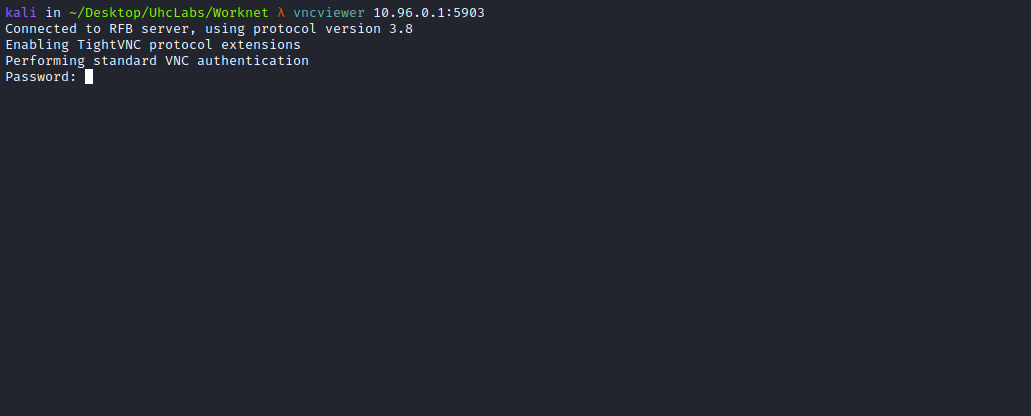 kali in ~/Desktop/UhcLabs/Worknet λ vncviewer 10.96.0.1:5903
Connected to RFB server, using protocol version 3.8
Enabling TightVNC protocol extensions
Performing standard VNC authentication
Password: